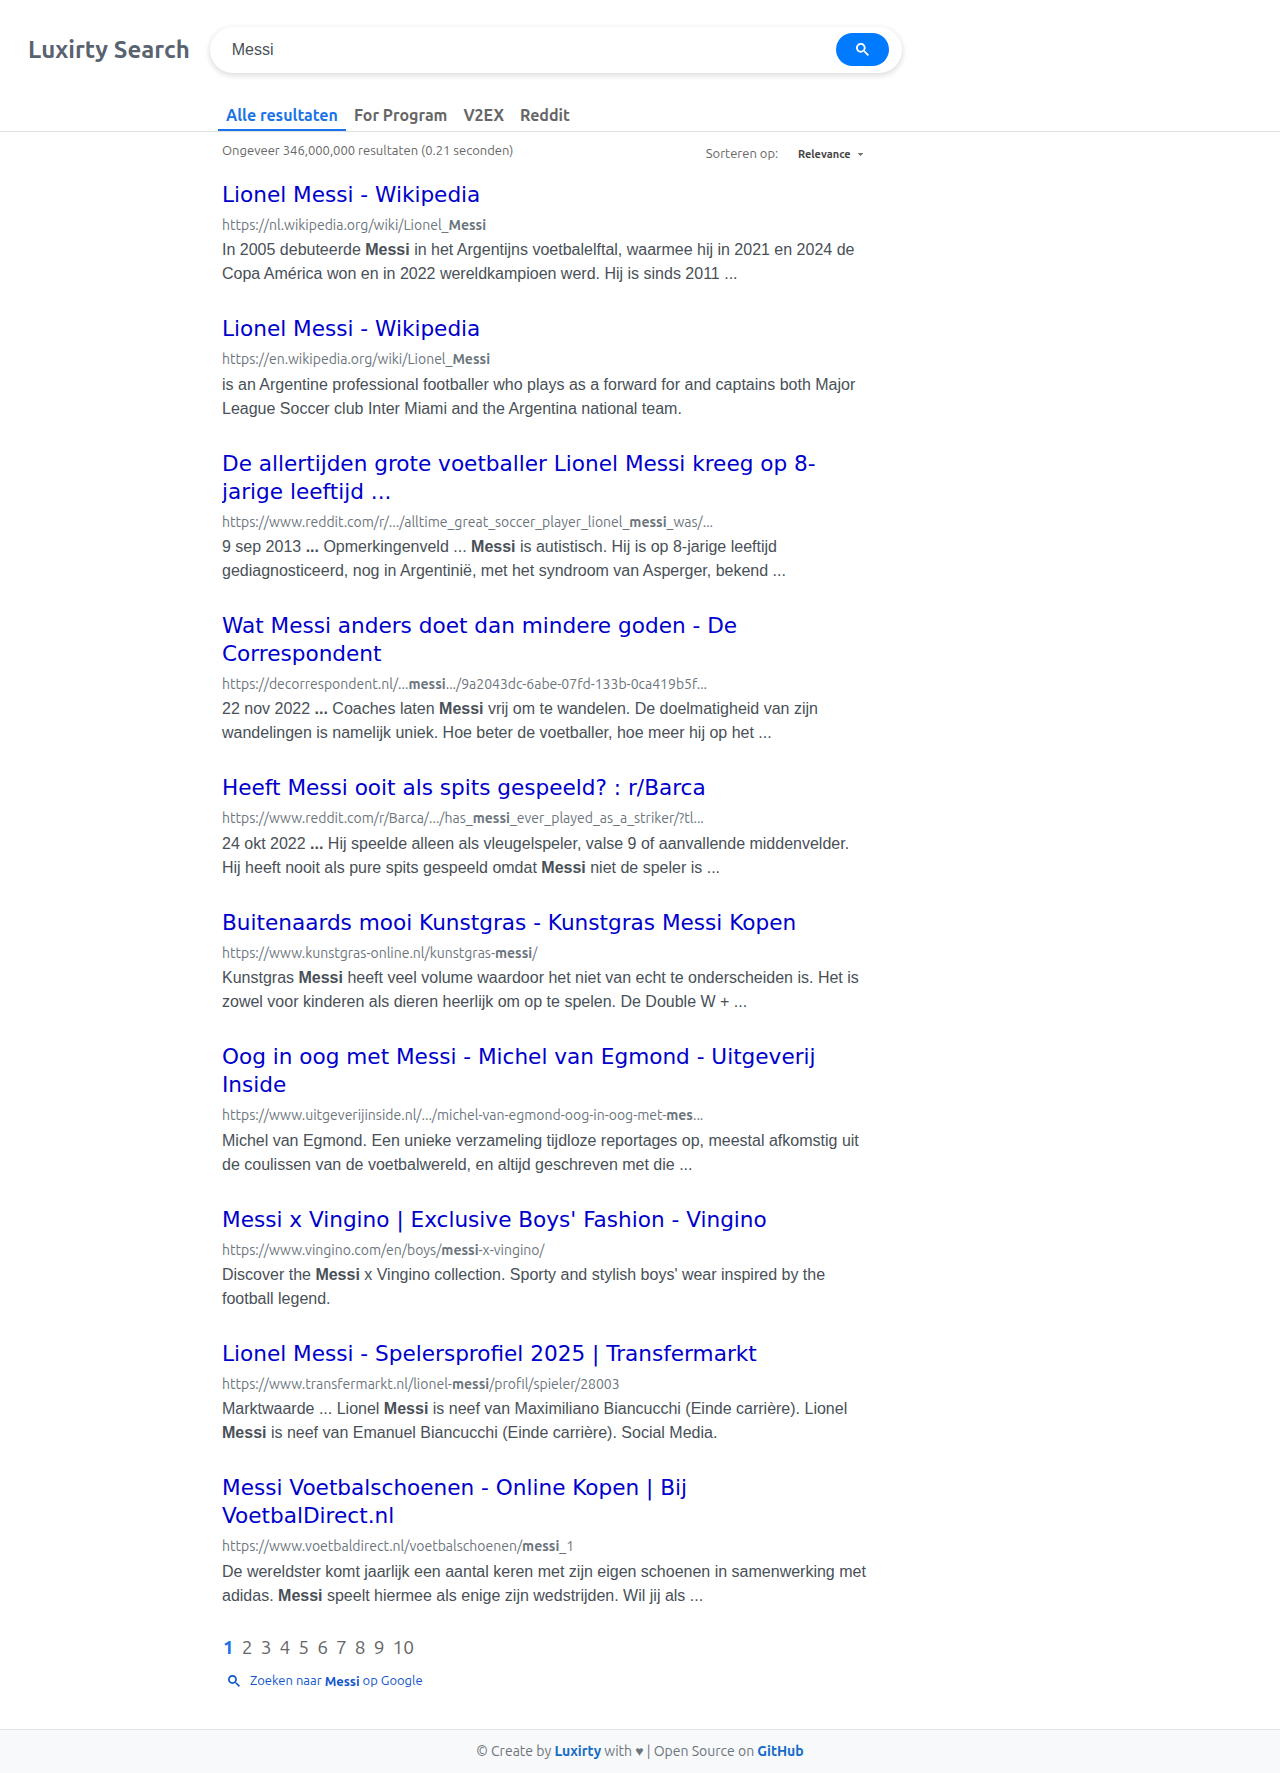 Luxirty Search
Messi
Alle resultaten For Program V2EX Reddit
Ongeveer 346,000,000 resultaten (0.21 seconden)
Sorteren op: Relevance
Lionel Messi - Wikipedia
https://nl.wikipedia.org/wiki/Lionel_Messi
In 2005 debuteerde Messi in het Argentijns voetbalelftal, waarmee hij in 2021 en 2024 de
Copa América won en in 2022 wereldkampioen werd. Hij is sinds 2011 ...
Lionel Messi - Wikipedia
https://en.wikipedia.org/wiki/Lionel_Messi
is an Argentine professional footballer who plays as a forward for and captains both Major
League Soccer club Inter Miami and the Argentina national team.
De allertijden grote voetballer Lionel Messi kreeg op 8-
jarige leeftijd ...
https://www.reddit.com/r/.../alltime_great_soccer_player_lionel_messi_was/...
9 sep 2013 ... Opmerkingenveld ... Messi is autistisch. Hij is op 8-jarige leeftijd
gediagnosticeerd, nog in Argentinië, met het syndroom van Asperger, bekend ...
Wat Messi anders doet dan mindere goden - De
Correspondent
https://decorrespondent.nl/...messi.../9a2043dc-6abe-07fd-133b-0ca419b5f...
22 nov 2022 ... Coaches laten Messi vrij om te wandelen. De doelmatigheid van zijn
wandelingen is namelijk uniek. Hoe beter de voetballer, hoe meer hij op het ...
Heeft Messi ooit als spits gespeeld? : r/Barca
https://www.reddit.com/r/Barca/.../has_messi_ever_played_as_a_striker/?tl...
24 okt 2022 ... Hij speelde alleen als vleugelspeler, valse 9 of aanvallende middenvelder.
Hij heeft nooit als pure spits gespeeld omdat Messi niet de speler is ...
Buitenaards mooi Kunstgras - Kunstgras Messi Kopen
https://www.kunstgras-online.nl/kunstgras-messi/
Kunstgras Messi heeft veel volume waardoor het niet van echt te onderscheiden is. Het is
zowel voor kinderen als dieren heerlijk om op te spelen. De Double W + ...
Oog in oog met Messi - Michel van Egmond - Uitgeverij
Inside
https://www.uitgeverijinside.nl/.../michel-van-egmond-oog-in-oog-met-mes...
Michel van Egmond. Een unieke verzameling tijdloze reportages op, meestal afkomstig uit
de coulissen van de voetbalwereld, en altijd geschreven met die ...
Messi x Vingino | Exclusive Boys' Fashion - Vingino
https://www.vingino.com/en/boys/messi-x-vingino/
Discover the Messi x Vingino collection. Sporty and stylish boys' wear inspired by the
football legend.
Lionel Messi - Spelersprofiel 2025 | Transfermarkt
https://www.transfermarkt.nl/lionel-messi/profil/spieler/28003
Marktwaarde ... Lionel Messi is neef van Maximiliano Biancucchi (Einde carrière). Lionel
Messi is neef van Emanuel Biancucchi (Einde carrière). Social Media.
Messi Voetbalschoenen - Online Kopen | Bij
VoetbalDirect.nl
https://www.voetbaldirect.nl/voetbalschoenen/messi_1
De wereldster komt jaarlijk een aantal keren met zijn eigen schoenen in samenwerking met
adidas. Messi speelt hiermee als enige zijn wedstrijden. Wil jij als ...
1 2 3 4 5 6 7 8 9 10
Zoeken naar Messi op Google
© Create by Luxirty with ♥ | Open Source on GitHub